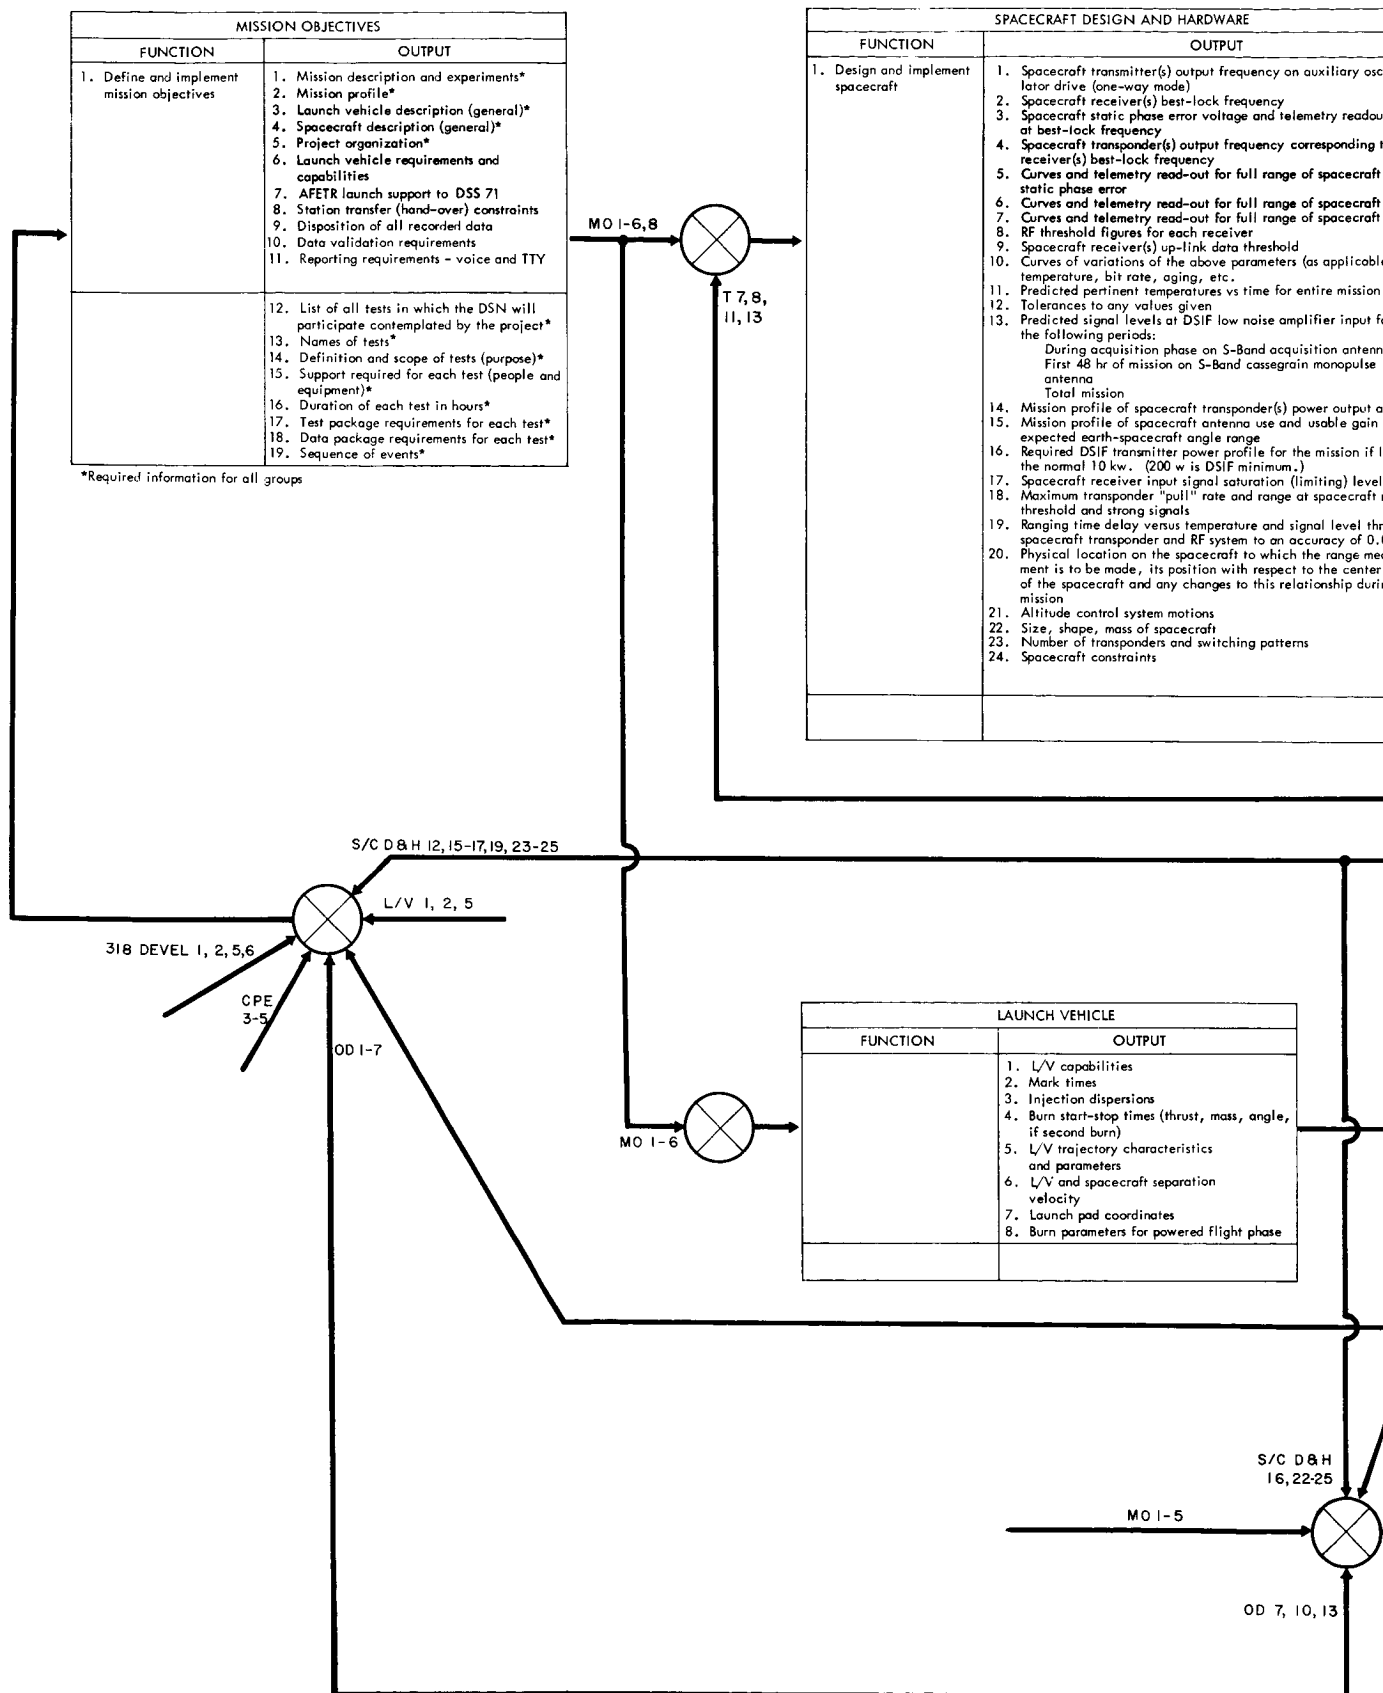 MISSION OBJECTIVES
FUNCTION
OUTPUT
1. Define and implement
mission objectives
1. Mission description and experiments*
2. Mission profile*
3. Launch vehicle description (general)*
4. Spacecraft description (general)*
5. Project organization*
6. Launch vehicle requirements and
capabilities
7. AFETR launch support to DSS 71
8. Station transfer (hand-over) constraints
9. Disposition of all recorded data
10. Data validation requirements
11. Reporting requirements - voice and TTY
12. List of all tests in which the DSN will
participate contemplated by the project*
13. Names of tests*
14. Definition and scope of tests (purpose)*
15. Support required for each test (people and
equipment)*
16. Duration of each test in hours*
17. Test package requirements for each test*
18. Data package requirements for each test*
19. Sequence of events*
*Required information for all groups
MO 1-6,8
T 7, 8,
11, 13
SPACECRAFT DESIGN AND HARDWARE
FUNCTION
OUTPUT
1. Design and implement
spacecraft
1. Spacecraft transmitter(s) output frequency on auxiliary osc
lator drive (one-way mode)
2. Spacecraft receiver(s) best-lock frequency
3. Spacecraft static phase error voltage and telemetry readou
at best-lock frequency
4. Spacecraft transponder(s) output frequency corresponding t
receiver(s) best-lock frequency
5. Curves and telemetry read-out for full range of spacecraft
static phase error
6. Curves and telemetry read-out for full range of spacecraft
7. Curves and telemetry read-out for full range of spacecraft
8. RF threshold figures for each receiver
9. Spacecraft receiver(s) up-link data threshold
10. Curves of variations of the above parameters (as applicable
temperature, bit rate, aging, etc.
11. Predicted pertinent temperatures vs time for entire mission
12. Tolerances to any values given
13. Predicted signal levels at DSIF low noise amplifier input fo
the following periods:
During acquisition phase on S-Band acquisition antenn
First 48 hr of mission on S-Band cassegrain monopulse
antenna
Total mission
14. Mission profile of spacecraft transponder(s) power output a
15. Mission profile of spacecraft antenna use and usable gain
expected earth-spacecraft angle range
16. Required DSIF transmitter power profile for the mission if l
the normal 10 kw. (200 w is DSIF minimum.)
17. Spacecraft receiver input signal saturation (limiting) level
18. Maximum transponder "pull" rate and range at spacecraft r
threshold and strong signals
19. Ranging time delay versus temperature and signal level thr
spacecraft transponder and RF system to an accuracy of 0.
20. Physical location on the spacecraft to which the range mea
ment is to be made, its position with respect to the center
of the spacecraft and any changes to this relationship duri
mission
21. Altitude control system motions
22. Size, shape, mass of spacecraft
23. Number of transponders and switching patterns
24. Spacecraft constraints
S/C D&H 12, 15-17, 19, 23-25
L/V 1, 2, 5
318 DEVEL 1, 2, 5,6
CPE
3-5
OD 1-7
MO 1-6
LAUNCH VEHICLE
FUNCTION
OUTPUT
1. L/V capabilities
2. Mark times
3. Injection dispersions
4. Burn start-stop times (thrust, mass, angle,
if second burn)
5. L/V trajectory characteristics
and parameters
6. L/V and spacecraft separation
velocity
7. Launch pad coordinates
8. Burn parameters for powered flight phase
S/C D&H
16, 22-25
MO 1-5
OD 7, 10, 13